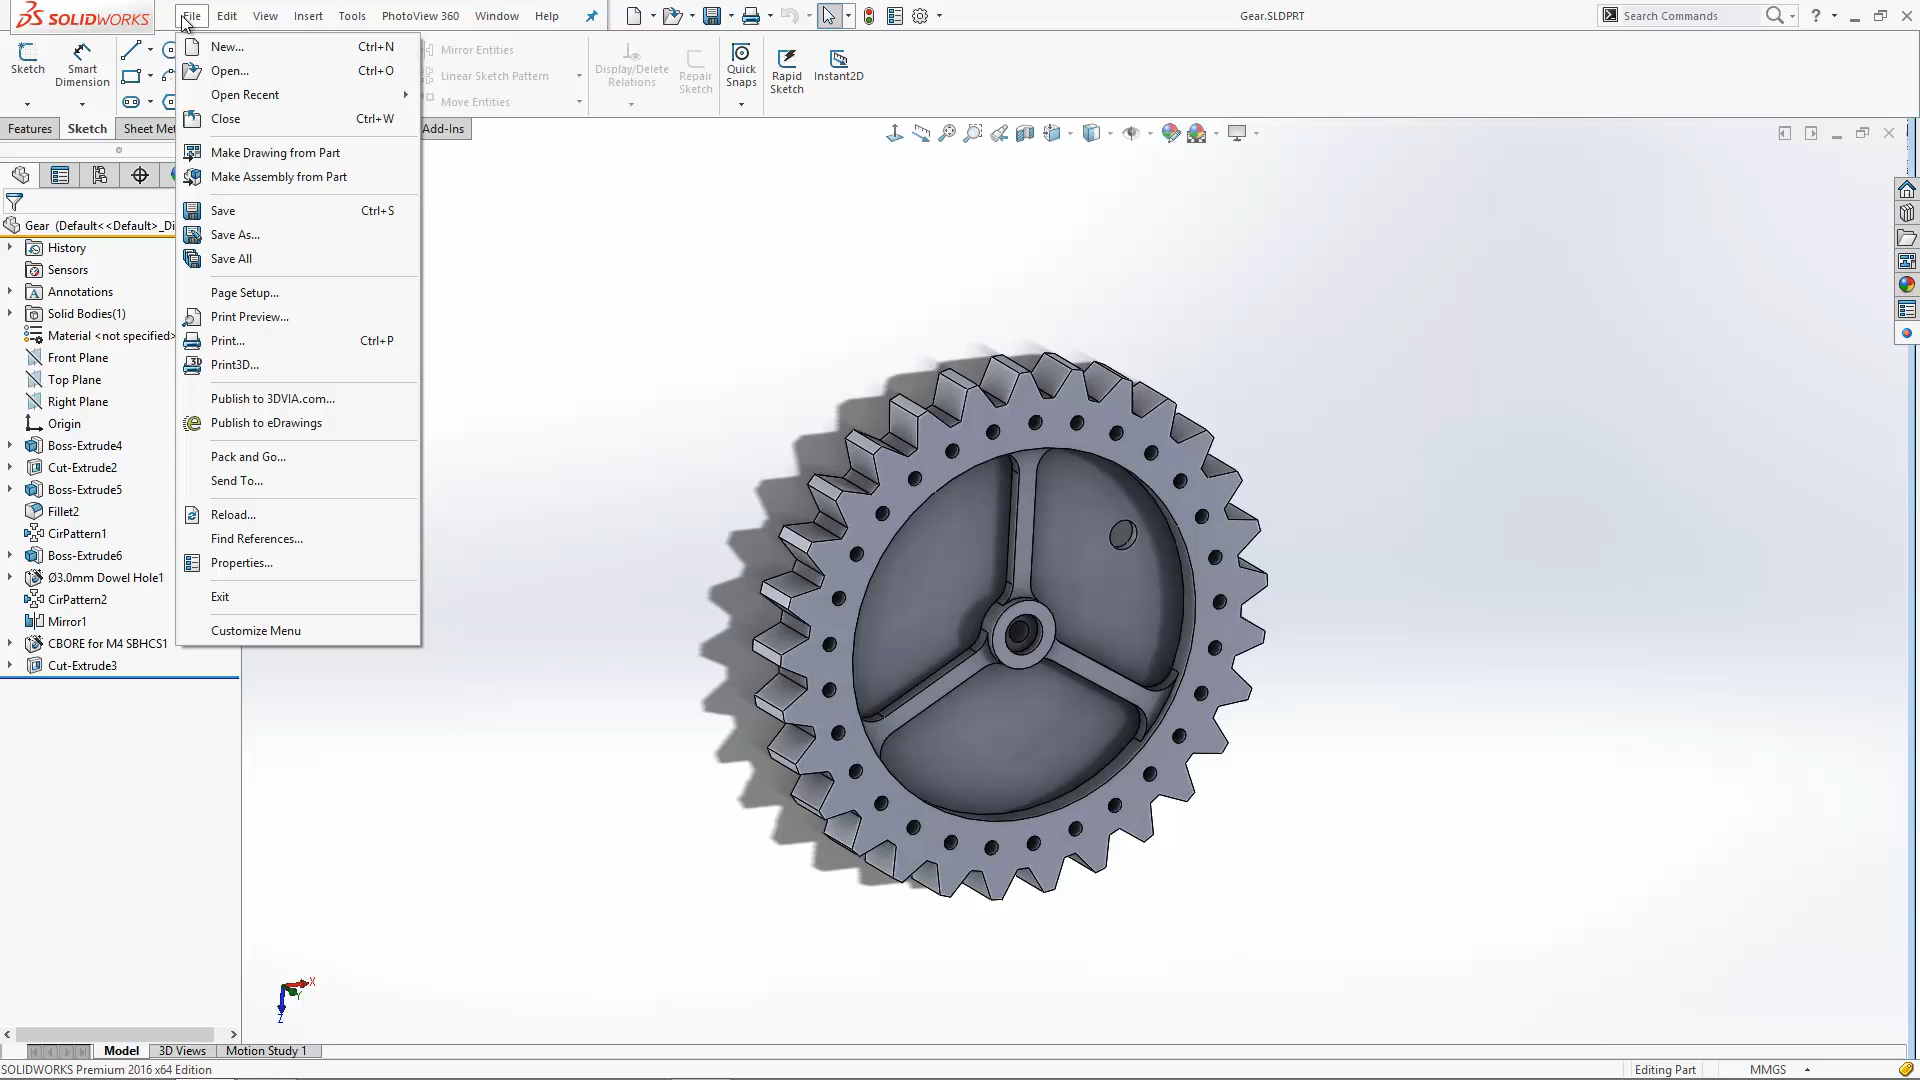 SOLIDWORKS
File
Edit
View
Insert
Tools
PhotoView 360
Window
Help
Gear.SLDPRT
Search Commands
Sketch
Smart
Dimension
Mirror Entities
Linear Sketch Pattern
Move Entities
Display/Delete
Relations
Repair
Sketch
Quick
Snaps
Rapid
Sketch
Instant2D
Features
Sketch
Sheet Met
Add-Ins
New... Ctrl+N
Open... Ctrl+O
Open Recent
Close Ctrl+W
Make Drawing from Part
Make Assembly from Part
Save Ctrl+S
Save As...
Save All
Page Setup...
Print Preview...
Print... Ctrl+P
Print3D...
Publish to 3DVIA.com...
Publish to eDrawings
Pack and Go...
Send To...
Reload...
Find References...
Properties...
Exit
Customize Menu
Gear (Default<<Default>_Di
History
Sensors
Annotations
Solid Bodies(1)
Material <not specified>
Front Plane
Top Plane
Right Plane
Origin
Boss-Extrude4
Cut-Extrude2
Boss-Extrude5
Fillet2
CirPattern1
Boss-Extrude6
Ø3.0mm Dowel Hole1
CirPattern2
Mirror1
CBORE for M4 SBHCS1
Cut-Extrude3
X
Y
Z
Model
3D Views
Motion Study 1
SOLIDWORKS Premium 2016 x64 Edition
Editing Part
MMGS